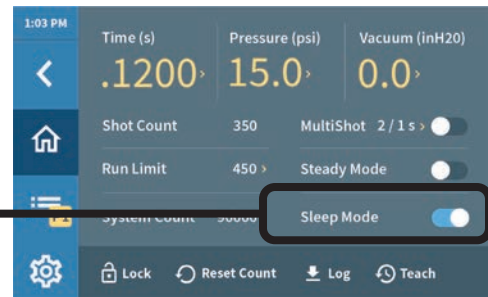 1:03 PM
Time (s) Pressure (psi) Vacuum (inH20)
.1200 15.0 0.0
Shot Count 350 MultiShot 2 / 1 s
Run Limit 450 Steady Mode
Count Sleep Mode
Lock Reset Count Log Teach